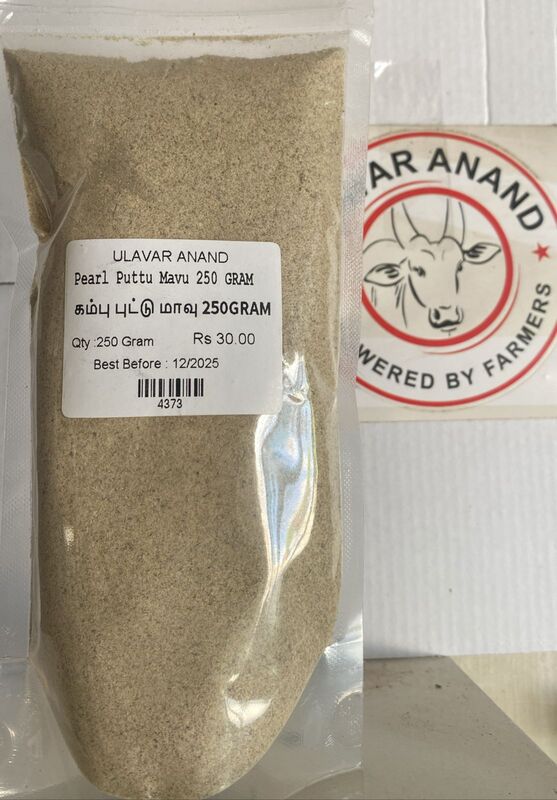 ULAVAR ANAND
Pearl Puttu Mavu 250 GRAM
கம்பு புட்டு மாவு 250GRAM
Qty :250 Gram Rs 30.00
Best Before : 12/2025
4373
AR ANAND
WERED BY FARMERS